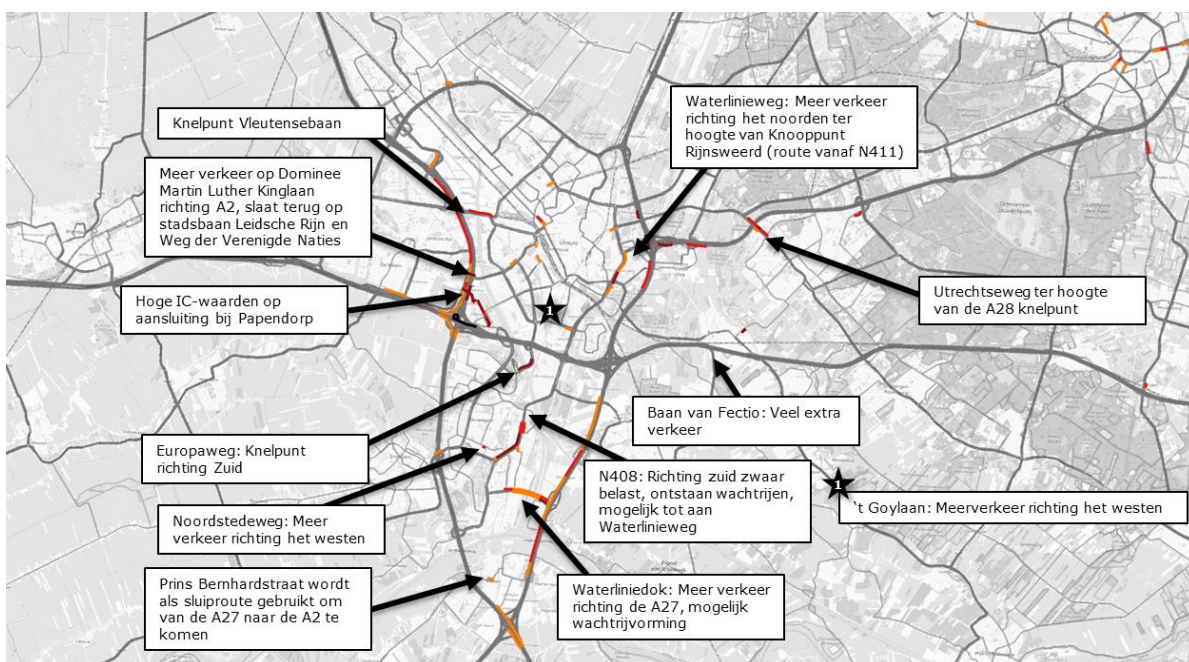 Knelpunt Vleutensebaan
Meer verkeer op Dominee
Martin Luther Kinglaan
richting A2, slaat terug op
stadsbaan Leidsche Rijn en
Weg der Verenigde Naties
Hoge IC-waarden op
aansluiting bij Papendorp
Europaweg: Knelpunt
richting Zuid
Noordstedeweg: Meer
verkeer richting het westen
Prins Bernhardstraat wordt
als sluiproute gebruikt om
van de A27 naar de A2 te
komen
Waterlinieweg: Meer verkeer
richting het noorden ter
hoogte van Knooppunt
Rijnsweerd (route vanaf N411)
Utrechtseweg ter hoogte
van de A28 knelpunt
1
Baan van Fectio: Veel extra
verkeer
N408: Richting zuid zwaar
belast, ontstaan wachtrijen,
mogelijk tot aan
Waterlinieweg
1
‘t Goylaan: Meerverkeer richting het westen
Waterliniedok: Meer verkeer
richting de A27, mogelijk
wachtrijvorming